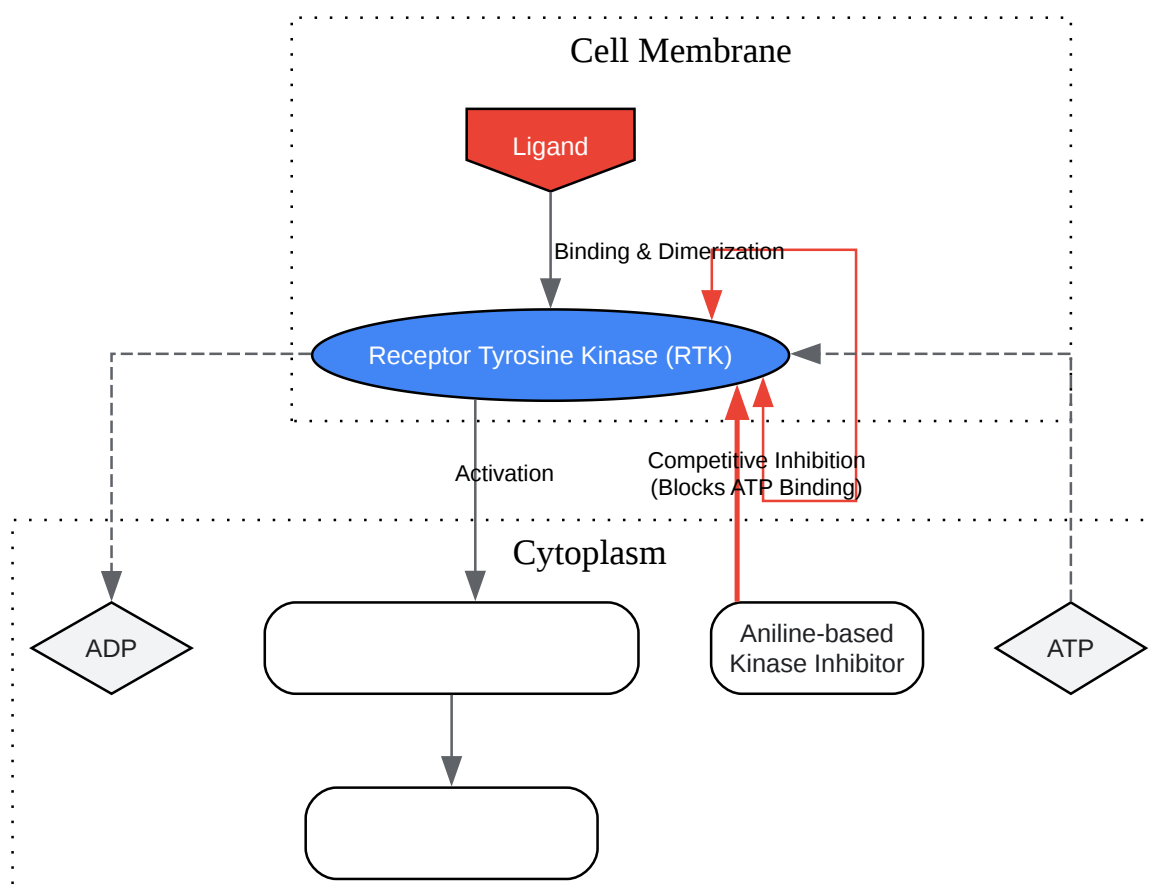 Cell Membrane
Ligand
Binding & Dimerization
Receptor Tyrosine Kinase (RTK)
Competitive Inhibition
(Blocks ATP Binding)
Activation
Cytoplasm
ADP
Aniline-based
Kinase Inhibitor
ATP